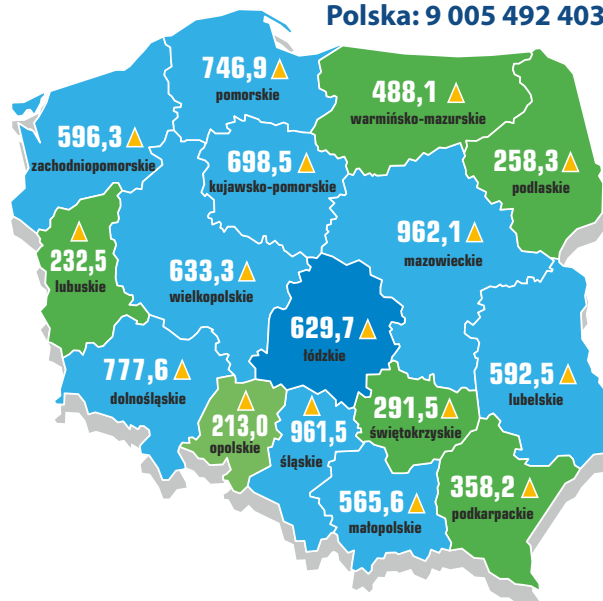 Polska: 9 005 492 403
746,9
pomorskie
488,1
warmińsko-mazurskie
596,3
zachodniopomorskie
698,5
kujawsko-pomorskie
258,3
podlaskie
962,1
mazowieckie
232,5
lubuskie
633,3
wielkopolskie
629,7
łódzkie
777,6
dolnośląskie
592,5
lubelskie
213,0
opolskie
961,5
śląskie
291,5
świętokrzyskie
565,6
małopolskie
358,2
podkarpackie